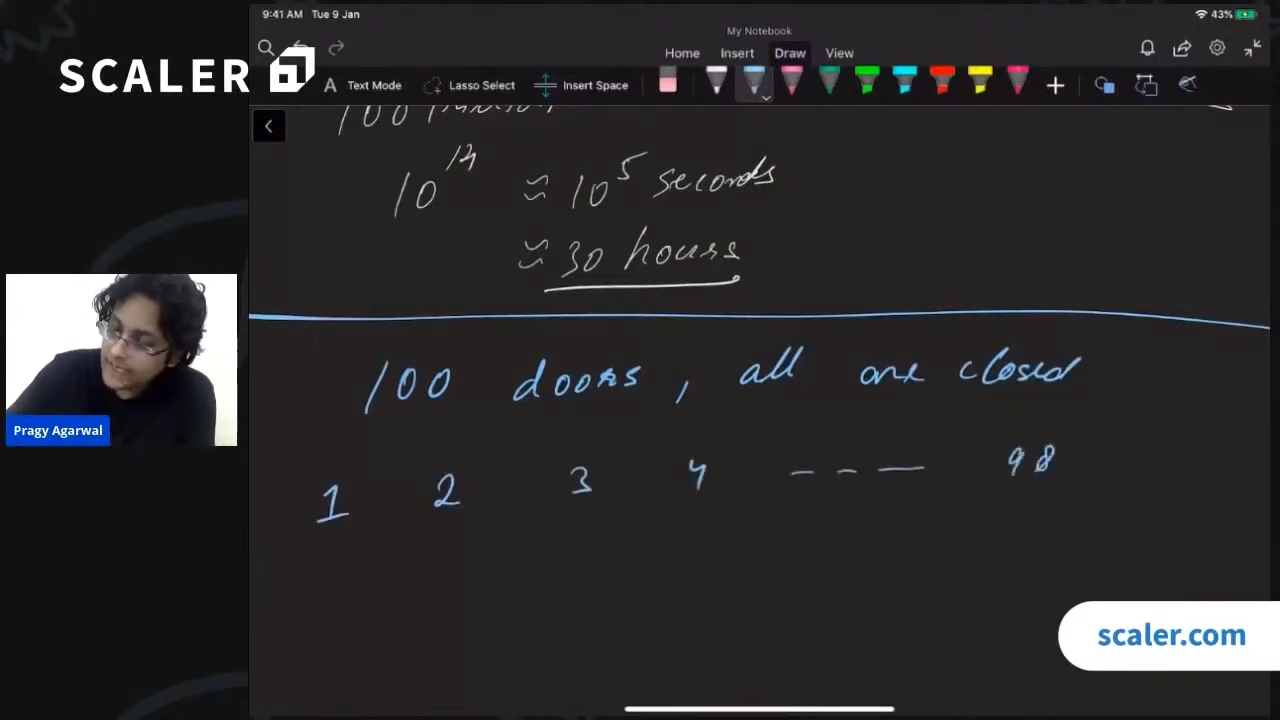 9:41 AM Tue 9 Jan
43%
My Notebook
Home Insert Draw View
SCALER
A Text Mode Lasso Select Insert Space
100
10^14 ≈ 10^5 seconds
≈ 30 hours
100 doors, all are closed
1 2 3 4 - - - 98
Pragy Agarwal
scaler.com